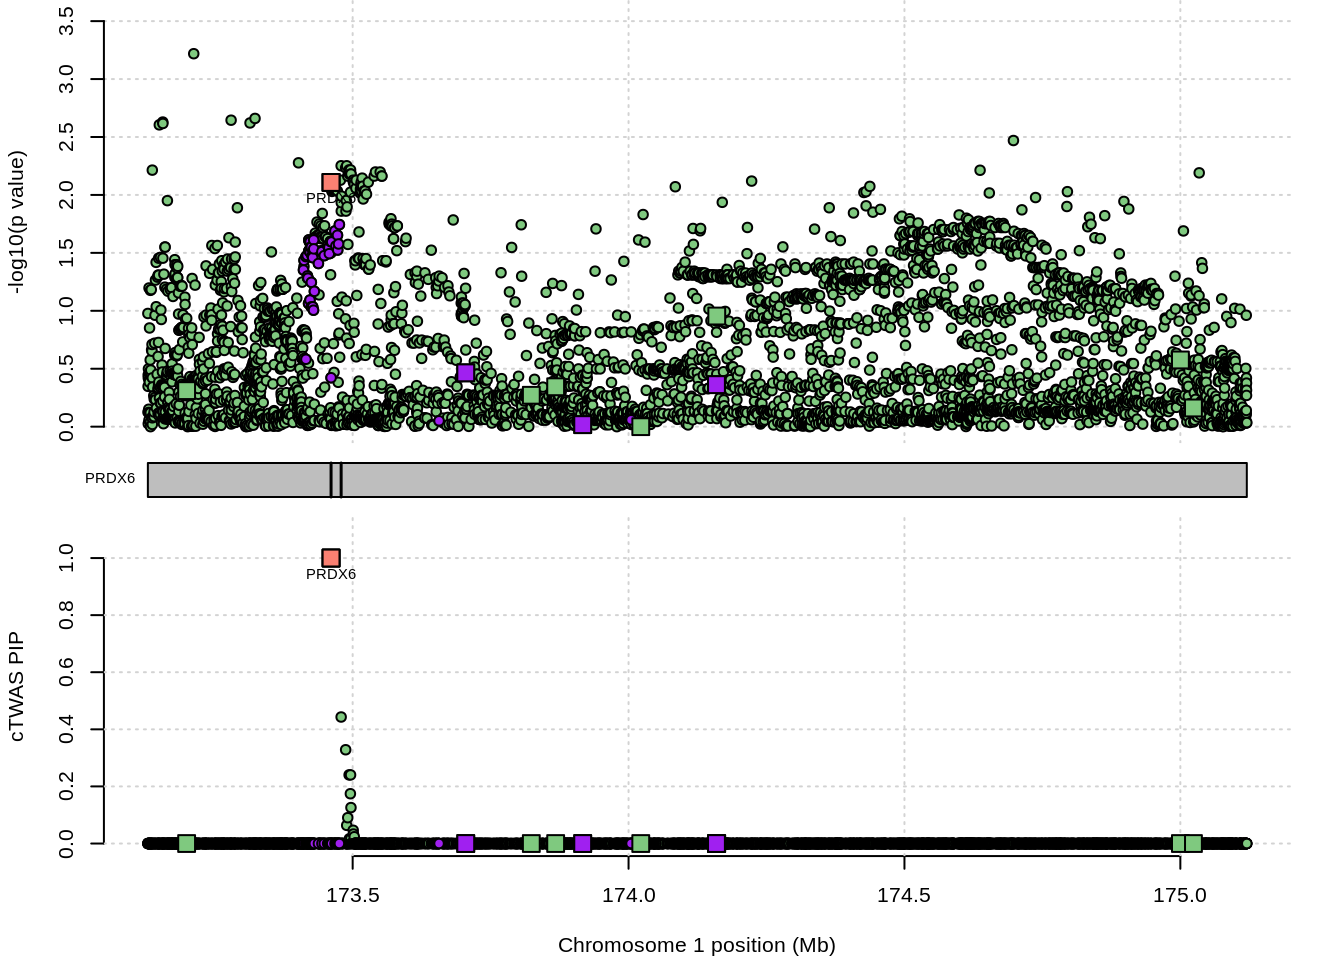 3.5
3.0
2.5
2.0
1.5
1.0
0.5
0.0
-log10(p value)
PRDX6
PRDX6
1.0
0.8
0.6
0.4
0.2
0.0
cTWAS PIP
PRDX6
173.5 174.0 174.5 175.0
Chromosome 1 position (Mb)